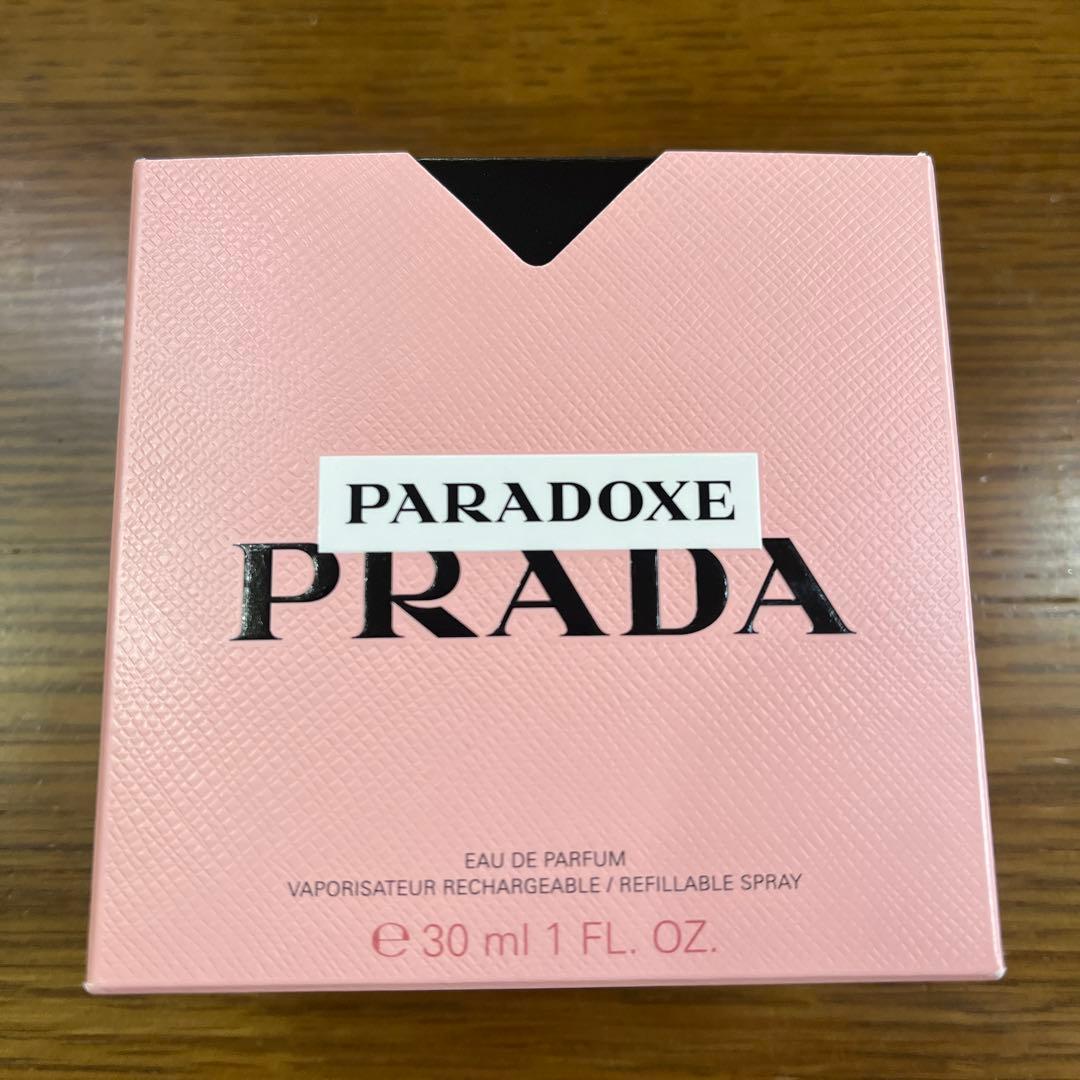 PARADOXE
PRADA
EAU DE PARFUM
VAPORISATEUR RECHARGEABLE / REFILLABLE SPRAY
℮ 30 ml 1 FL. OZ.